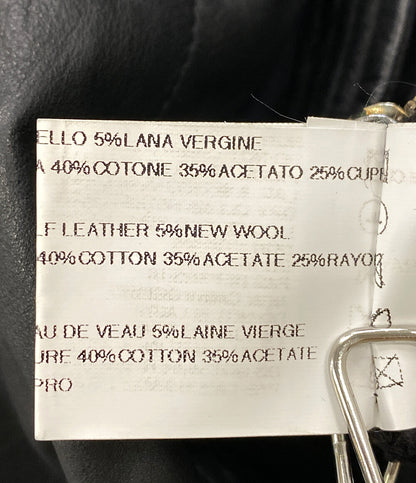 ELLO 5%LANA VERGINE
A 40%COTONE 35%ACETATO 25%CUP
LF LEATHER 5%NEW WOOL
40%COTTON 35%ACETATE 25%RAYO
AU DE VEAU 5%LAINE VIERGE
URE 40%COTTON 35%ACETATE
PRO